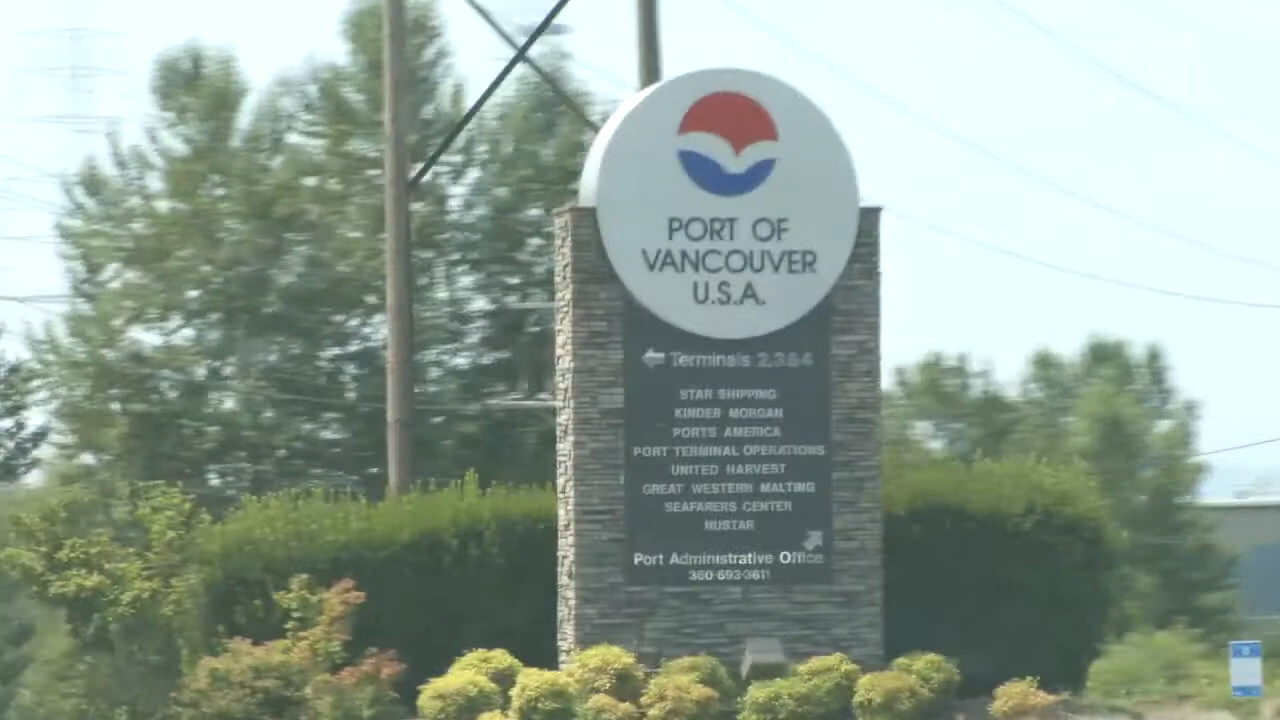 PORT OF
VANCOUVER
U.S.A.
Terminals 2,3&4
STAR SHIPPING
KINDER MORGAN
PORTS AMERICA
PORT TERMINAL OPERATIONS
UNITED HARVEST
GREAT WESTERN MALTING
SEAFARERS CENTER
NUSTAR
Port Administrative Office
360-693-3611